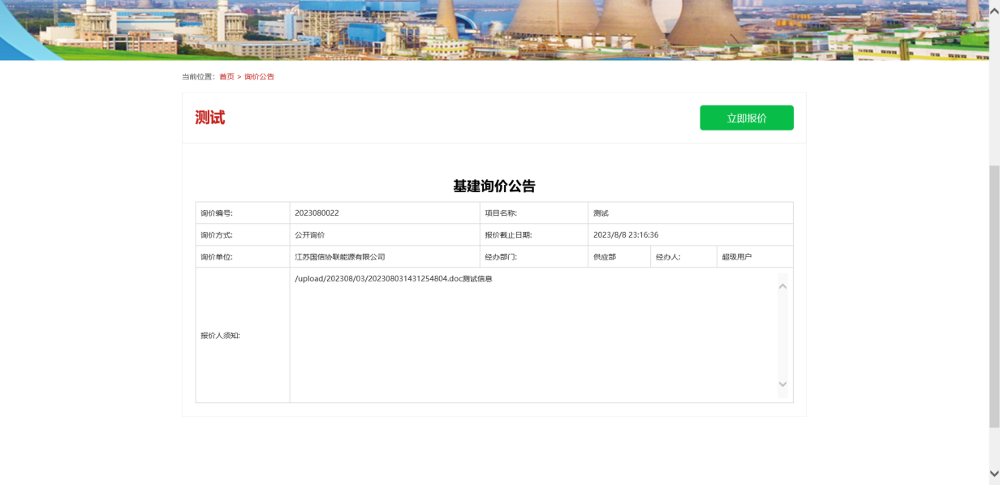 当前位置：首页 > 询价公告
测试
立即报价
基建询价公告
询价编号: 2023080022 项目名称: 测试
询价方式: 公开询价 报价截止日期: 2023/8/8 23:16:36
询价单位: 江苏国信协联能源有限公司 经办部门: 供应部 经办人: 超级用户
报价人须知: /upload/202308/03/202308031431254804.doc测试信息